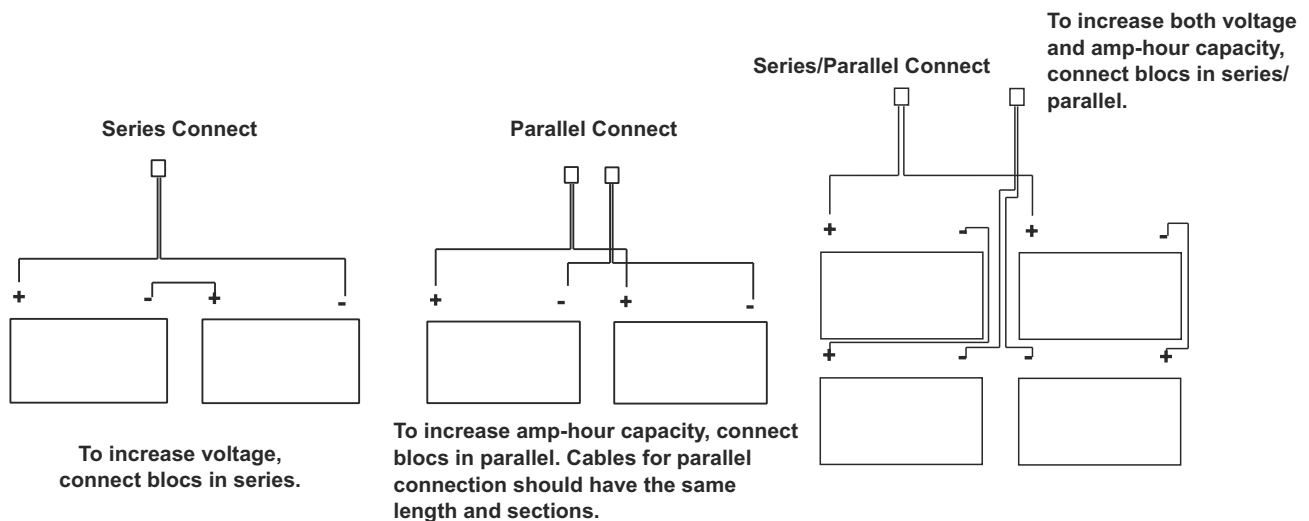 Series Connect
+ - + -
To increase voltage,
connect blocs in series.
Parallel Connect
+ - + -
To increase amp-hour capacity, connect
blocs in parallel. Cables for parallel
connection should have the same
length and sections.
Series/Parallel Connect
To increase both voltage
and amp-hour capacity,
connect blocs in series/
parallel.
+ - + -
+ - - +